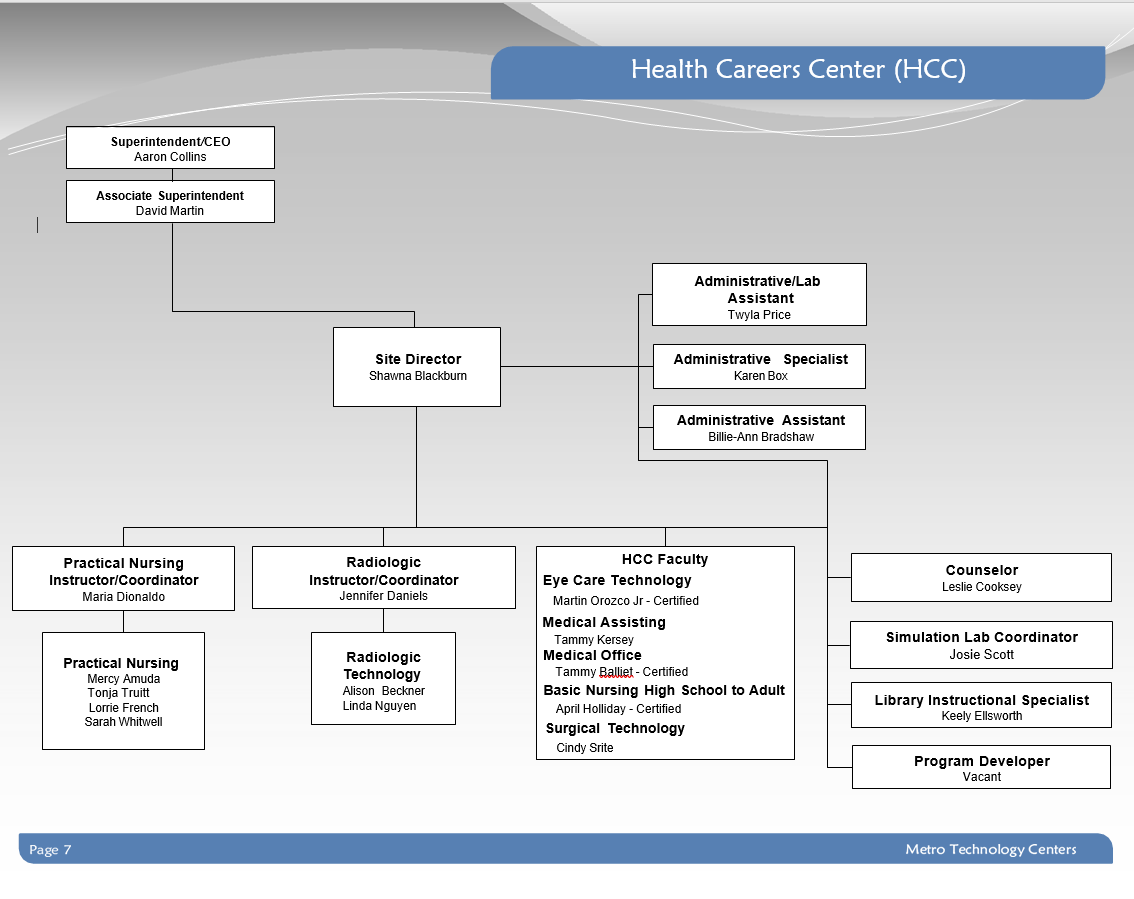 Health Careers Center (HCC)
Superintendent/CEO
Aaron Collins
Associate Superintendent
David Martin
Administrative/Lab
Assistant
Twyla Price
Site Director
Shawna Blackburn
Administrative Specialist
Karen Box
Administrative Assistant
Billie-Ann Bradshaw
Practical Nursing
Instructor/Coordinator
Maria Dionaldo
Radiologic
Instructor/Coordinator
Jennifer Daniels
HCC Faculty
Eye Care Technology
Martin Orozco Jr - Certified
Medical Assisting
Tammy Kersey
Medical Office
Tammy Balliet - Certified
Basic Nursing High School to Adult
April Holliday - Certified
Surgical Technology
Cindy Srite
Counselor
Leslie Cooksey
Simulation Lab Coordinator
Josie Scott
Library Instructional Specialist
Keely Ellsworth
Program Developer
Vacant
Practical Nursing
Mercy Amuda
Tonja Truitt
Lorrie French
Sarah Whitwell
Radiologic
Technology
Alison Beckner
Linda Nguyen
Page 7
Metro Technology Centers